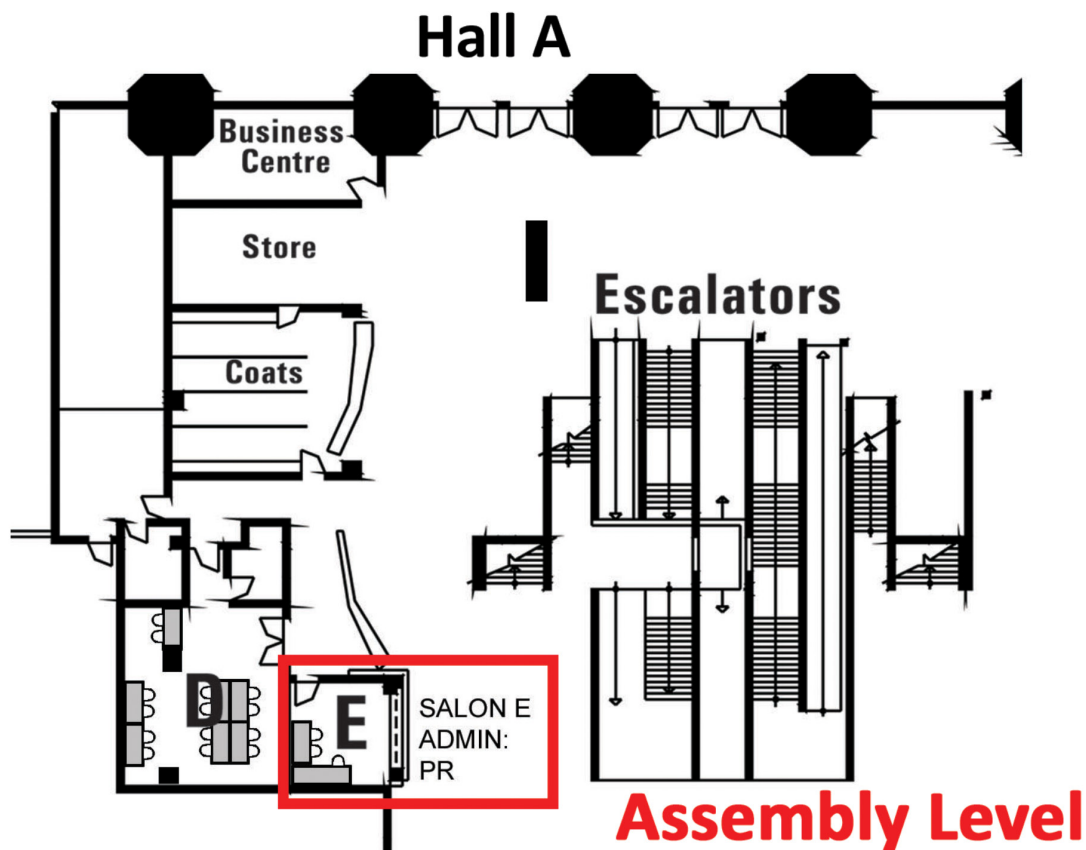 Hall A
Business
Centre
Store
Escalators
Coats
D
E
SALON E
ADMIN:
PR
Assembly Level